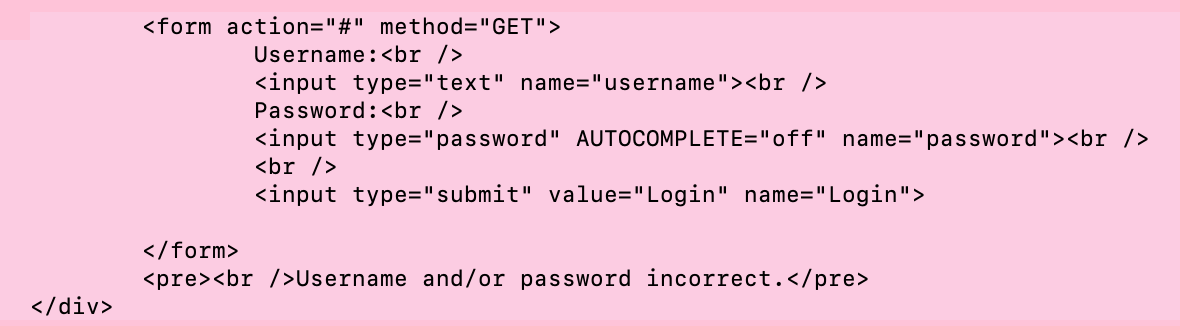 <form action="#" method="GET">
Username:<br />
<input type="text" name="username"><br />
Password:<br />
<input type="password" AUTOCOMPLETE="off" name="password"><br />
<br />
<input type="submit" value="Login" name="Login">
</form>
<pre><br />Username and/or password incorrect.</pre>
</div>